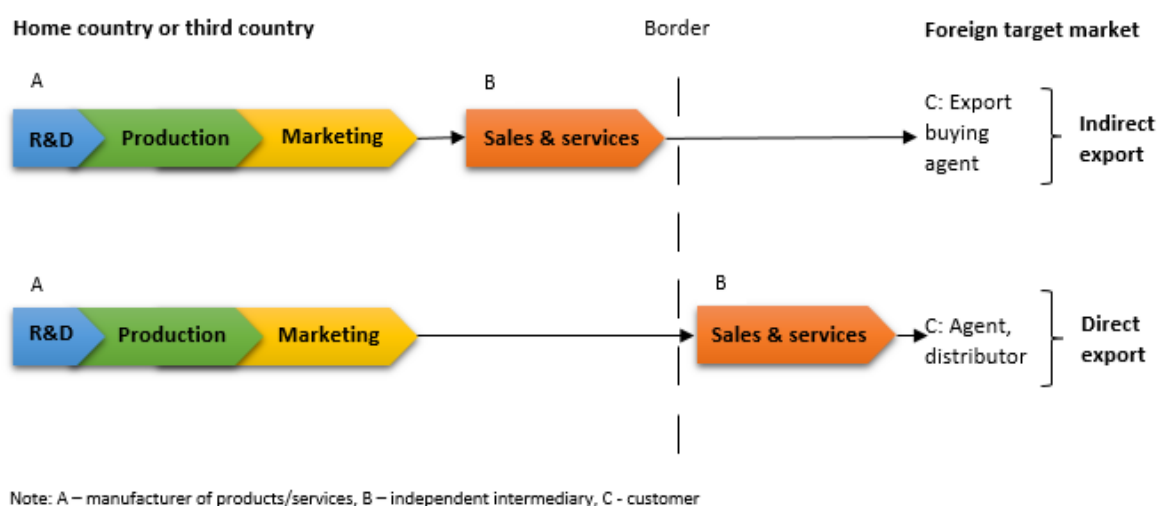 Home country or third country
Border
Foreign target market
A
B
R&D
Production
Marketing
Sales & services
C: Export
buying
agent
Indirect
export
A
B
R&D
Production
Marketing
Sales & services
C: Agent,
distributor
Direct
export
Note: A – manufacturer of products/services, B – independent intermediary, C - customer